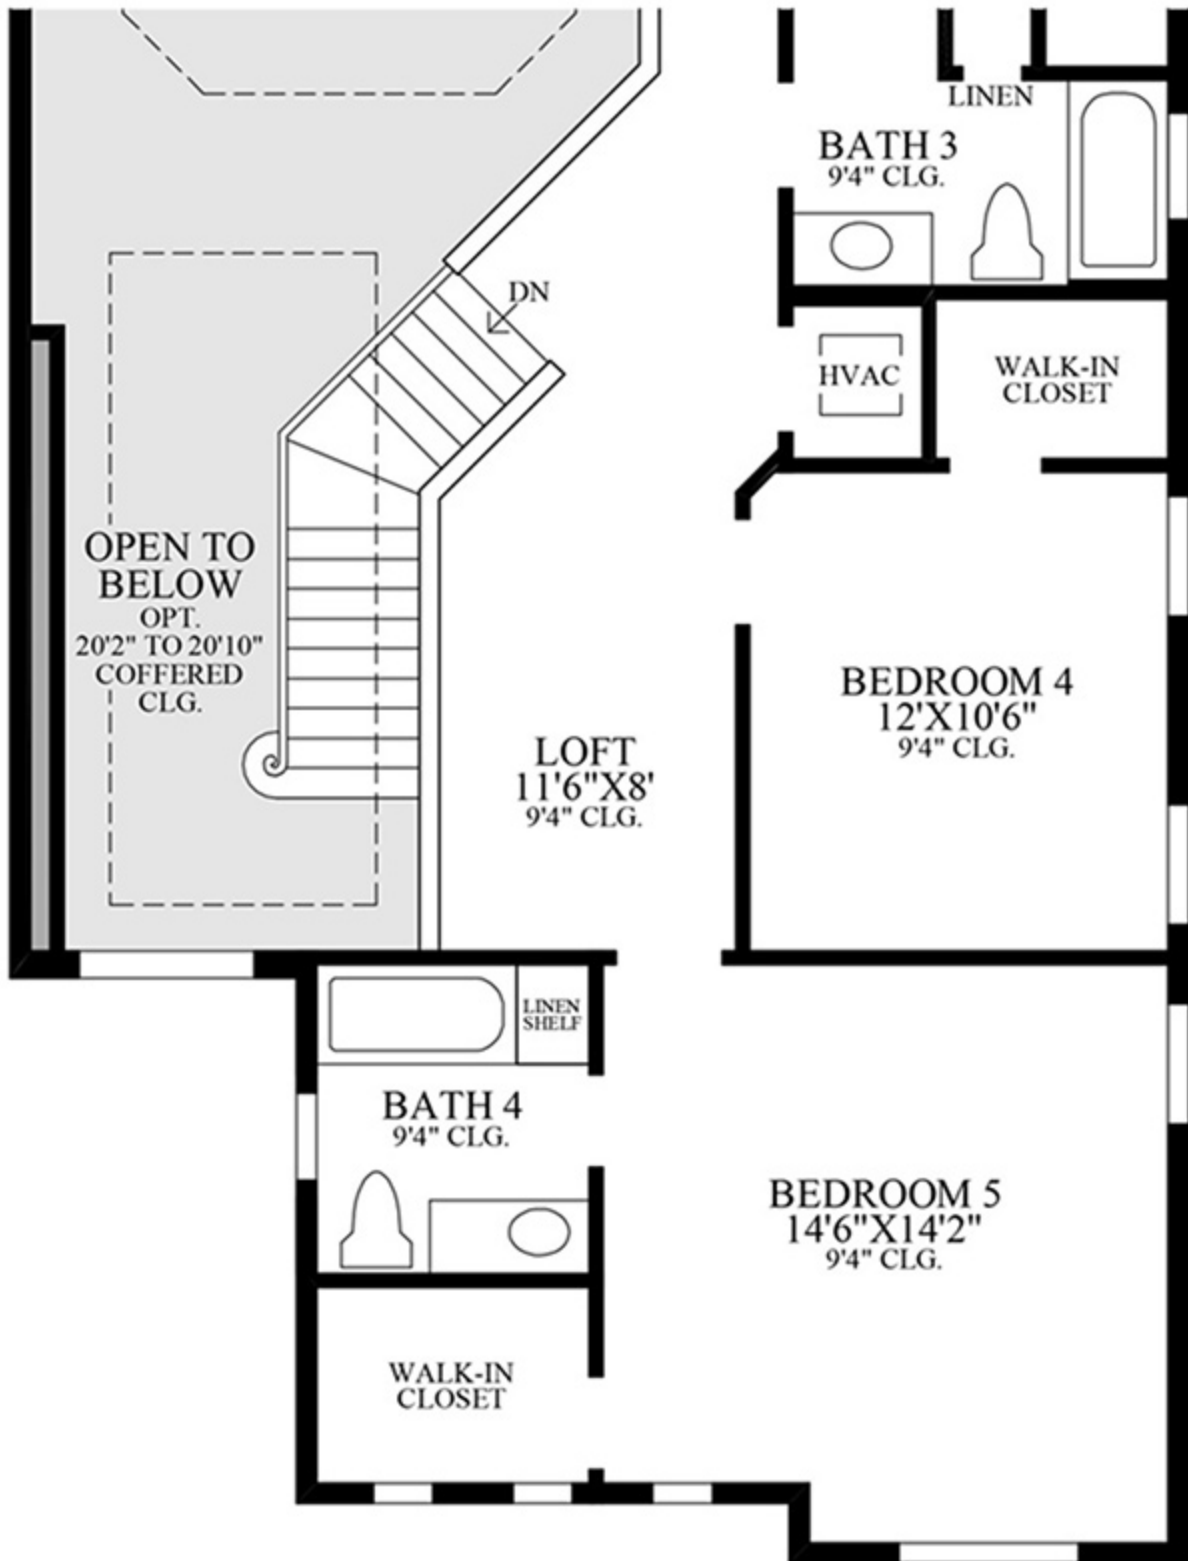 LINEN
BATH 3
9'4" CLG.
DN
HVAC
WALK-IN
CLOSET
OPEN TO
BELOW
OPT.
20'2" TO 20'10"
COFFERED
CLG.
BEDROOM 4
12'X10'6"
9'4" CLG.
LOFT
11'6"X8'
9'4" CLG.
LINEN
SHELF
BATH 4
9'4" CLG.
BEDROOM 5
14'6"X14'2"
9'4" CLG.
WALK-IN
CLOSET